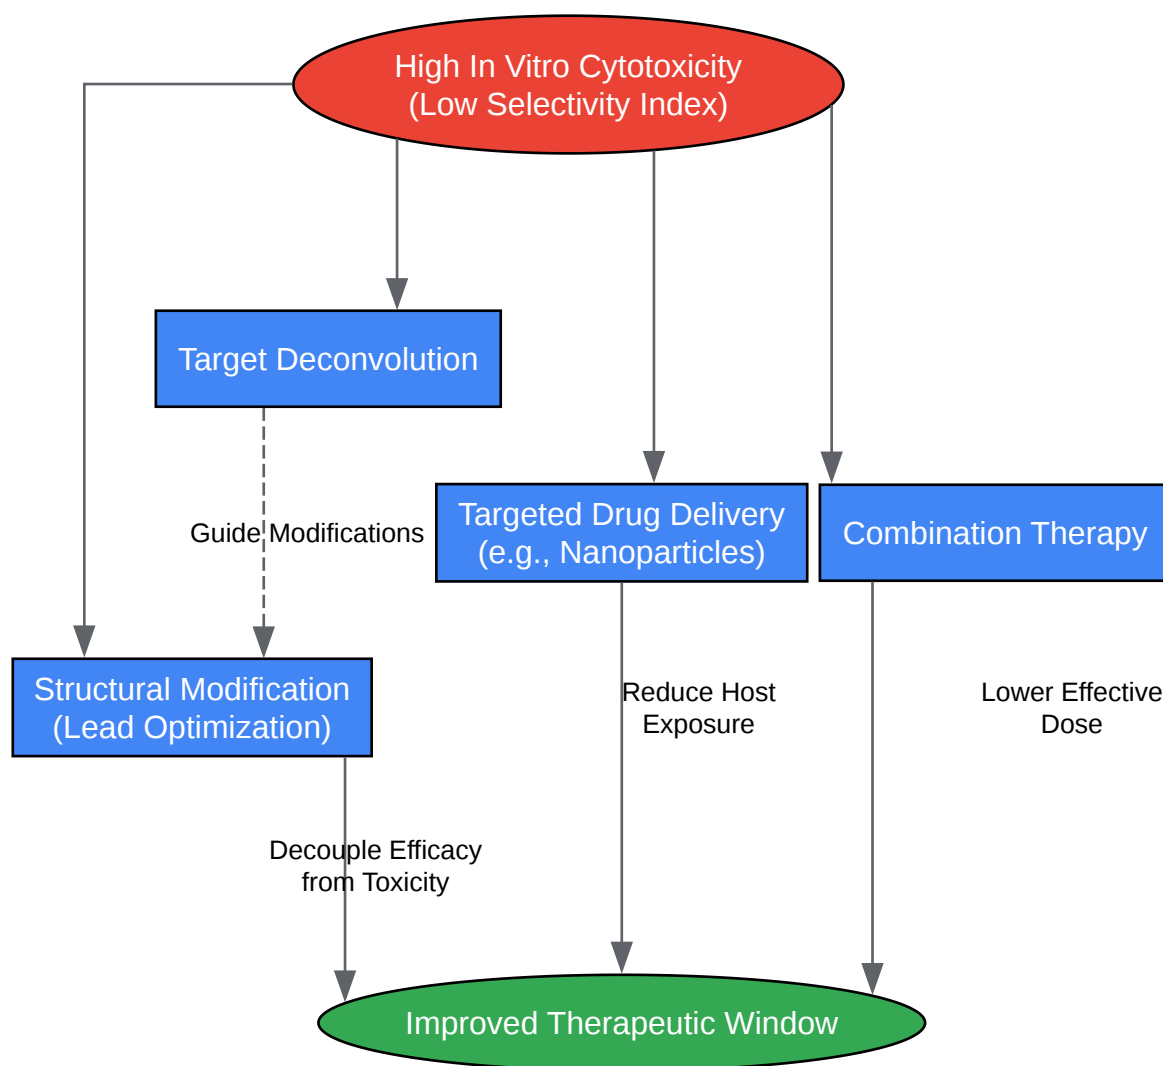 High In Vitro Cytotoxicity
(Low Selectivity Index)
Target Deconvolution
Guide Modifications
Targeted Drug Delivery
(e.g., Nanoparticles)
Combination Therapy
Structural Modification
(Lead Optimization)
Reduce Host
Exposure
Lower Effective
Dose
Decouple Efficacy
from Toxicity
Improved Therapeutic Window